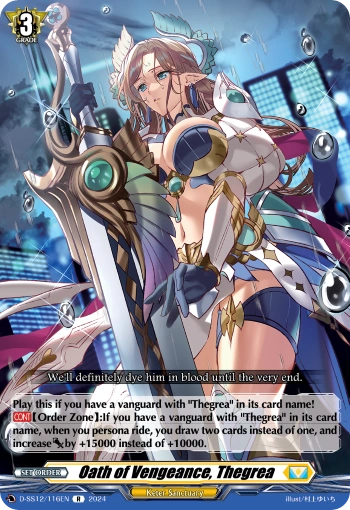 3
GRADE
We'll definitely dye him in blood until the very end.
Play this if you have a vanguard with "Thegrea" in its card name!
CONT【Order Zone】:If you have a vanguard with "Thegrea" in its card
name, when you persona ride, you draw two cards instead of one, and
increase by +15000 instead of +10000.
SET ORDER Oath of Vengeance, Thegrea
Keter Sanctuary
D-SS12/116EN R 2024 illust/村上ゆいち